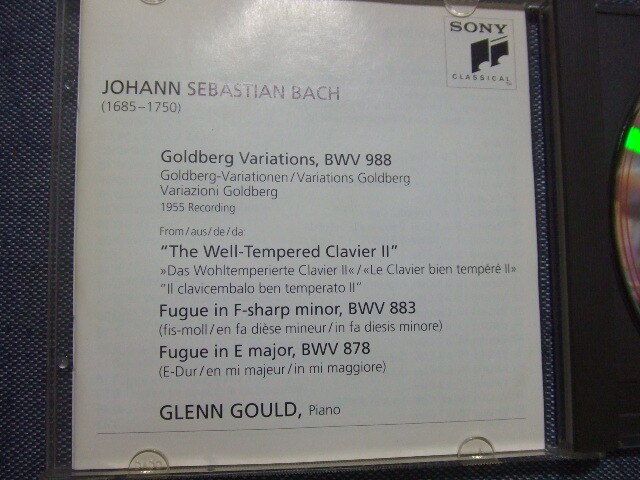 SONY
CLASSICAL
JOHANN SEBASTIAN BACH
(1685–1750)
Goldberg Variations, BWV 988
Goldberg-Variationen/Variations Goldberg
Variazioni Goldberg
1955 Recording
From/aus/de/da:
“The Well-Tempered Clavier II”
»Das Wohltemperierte Clavier II«/«Le Clavier bien tempéré II»
“Il clavicembalo ben temperato II”
Fugue in F-sharp minor, BWV 883
(fis-moll/en fa dièse mineur/in fa diesis minore)
Fugue in E major, BWV 878
(E-Dur/en mi majeur/in mi maggiore)
GLENN GOULD, Piano